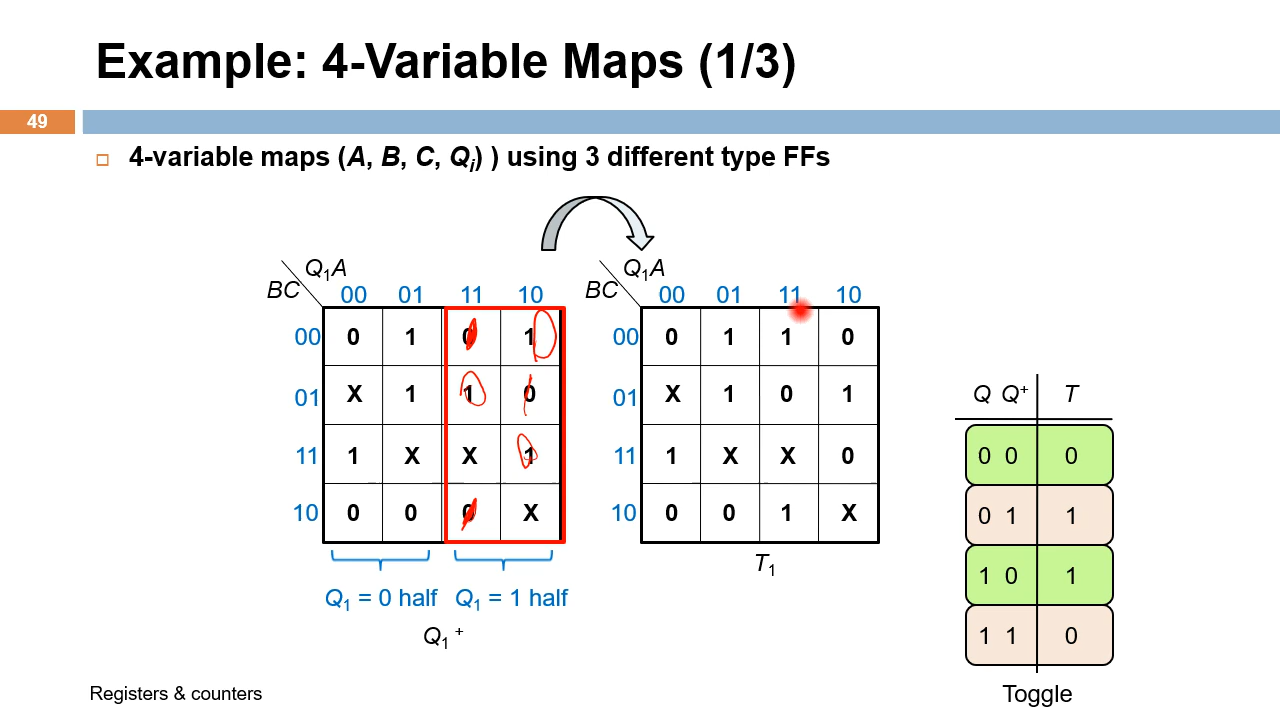 Example: 4-Variable Maps (1/3)
49
4-variable maps (A, B, C, Qi) ) using 3 different type FFs
Q1A
BC
00 01 11 10
00 0 1 0 1
01 X 1 1 0
11 1 X X 1
10 0 0 0 X
Q1 = 0 half Q1 = 1 half
Q1 +
Q1A
BC
00 01 11 10
00 0 1 1 0
01 X 1 0 1
11 1 X X 0
10 0 0 1 X
T1
Q Q+ T
0 0 0
0 1 1
1 0 1
1 1 0
Toggle
Registers & counters